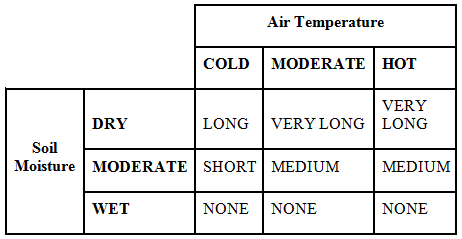 Air Temperature
COLD MODERATE HOT
Soil Moisture
DRY LONG VERY LONG VERY LONG
MODERATE SHORT MEDIUM MEDIUM
WET NONE NONE NONE